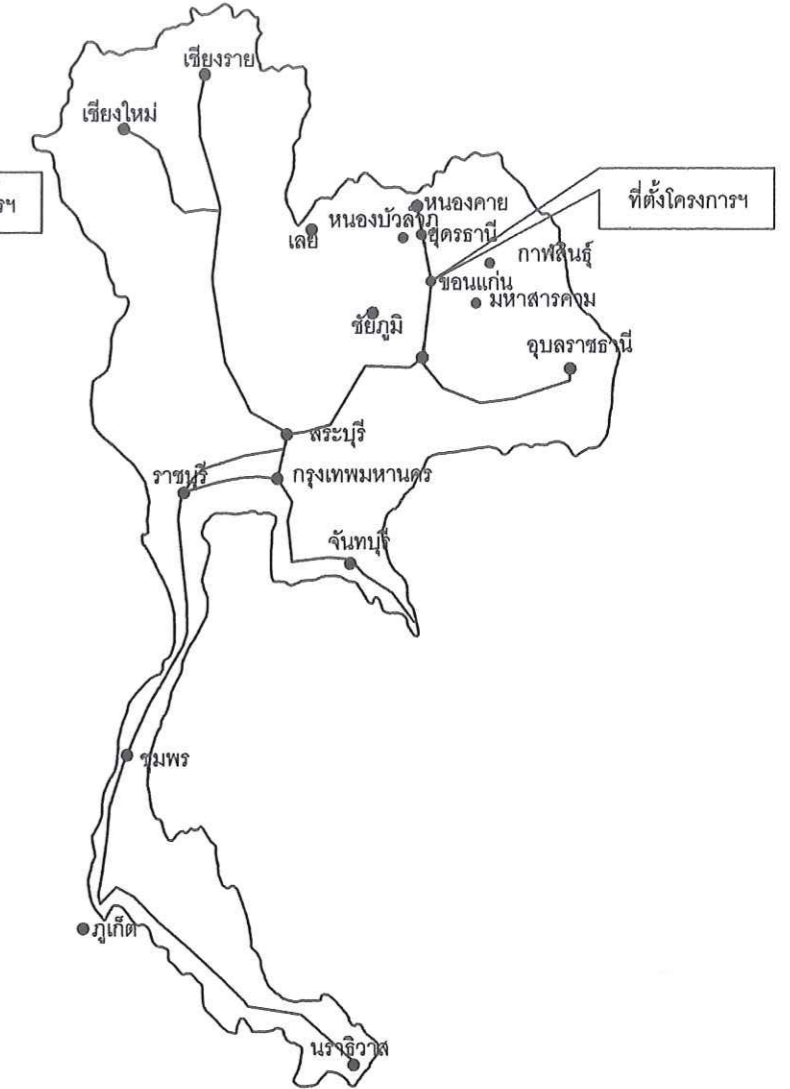 เชียงราย
เชียงใหม่
รฯ
ที่ตั้งโครงการฯ
หนองคาย
หนองบัวลำภู
เลย
อุดรธานี
กาฬสินธุ์
ขอนแก่น
มหาสารคาม
ชัยภูมิ
อุบลราชธานี
สระบุรี
ราชบุรี
กรุงเทพมหานคร
จันทบุรี
ชุมพร
ภูเก็ต
นราธิวาส